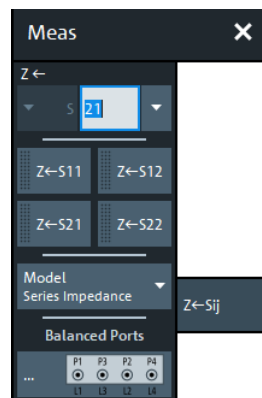 Meas
Z←
S 21
Z←S11 Z←S12
Z←S21 Z←S22
Model
Series Impedance
Z←Sij
Balanced Ports
... P1 P3 P2 P4
L1 L3 L2 L4